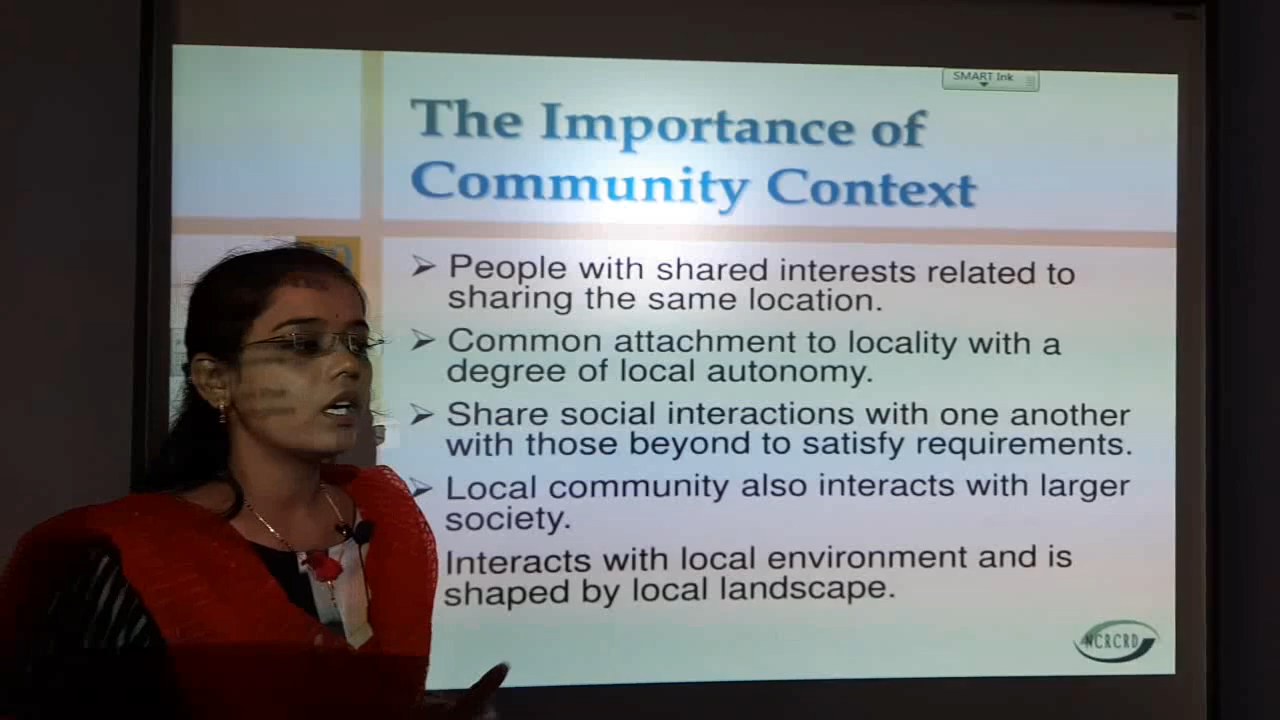 SMART Ink
The Importance of
Community Context
People with shared interests related to
sharing the same location.
Common attachment to locality with a
degree of local autonomy.
Share social interactions with one another
with those beyond to satisfy requirements.
Local community also interacts with larger
society.
Interacts with local environment and is
shaped by local landscape.
NCRCRD